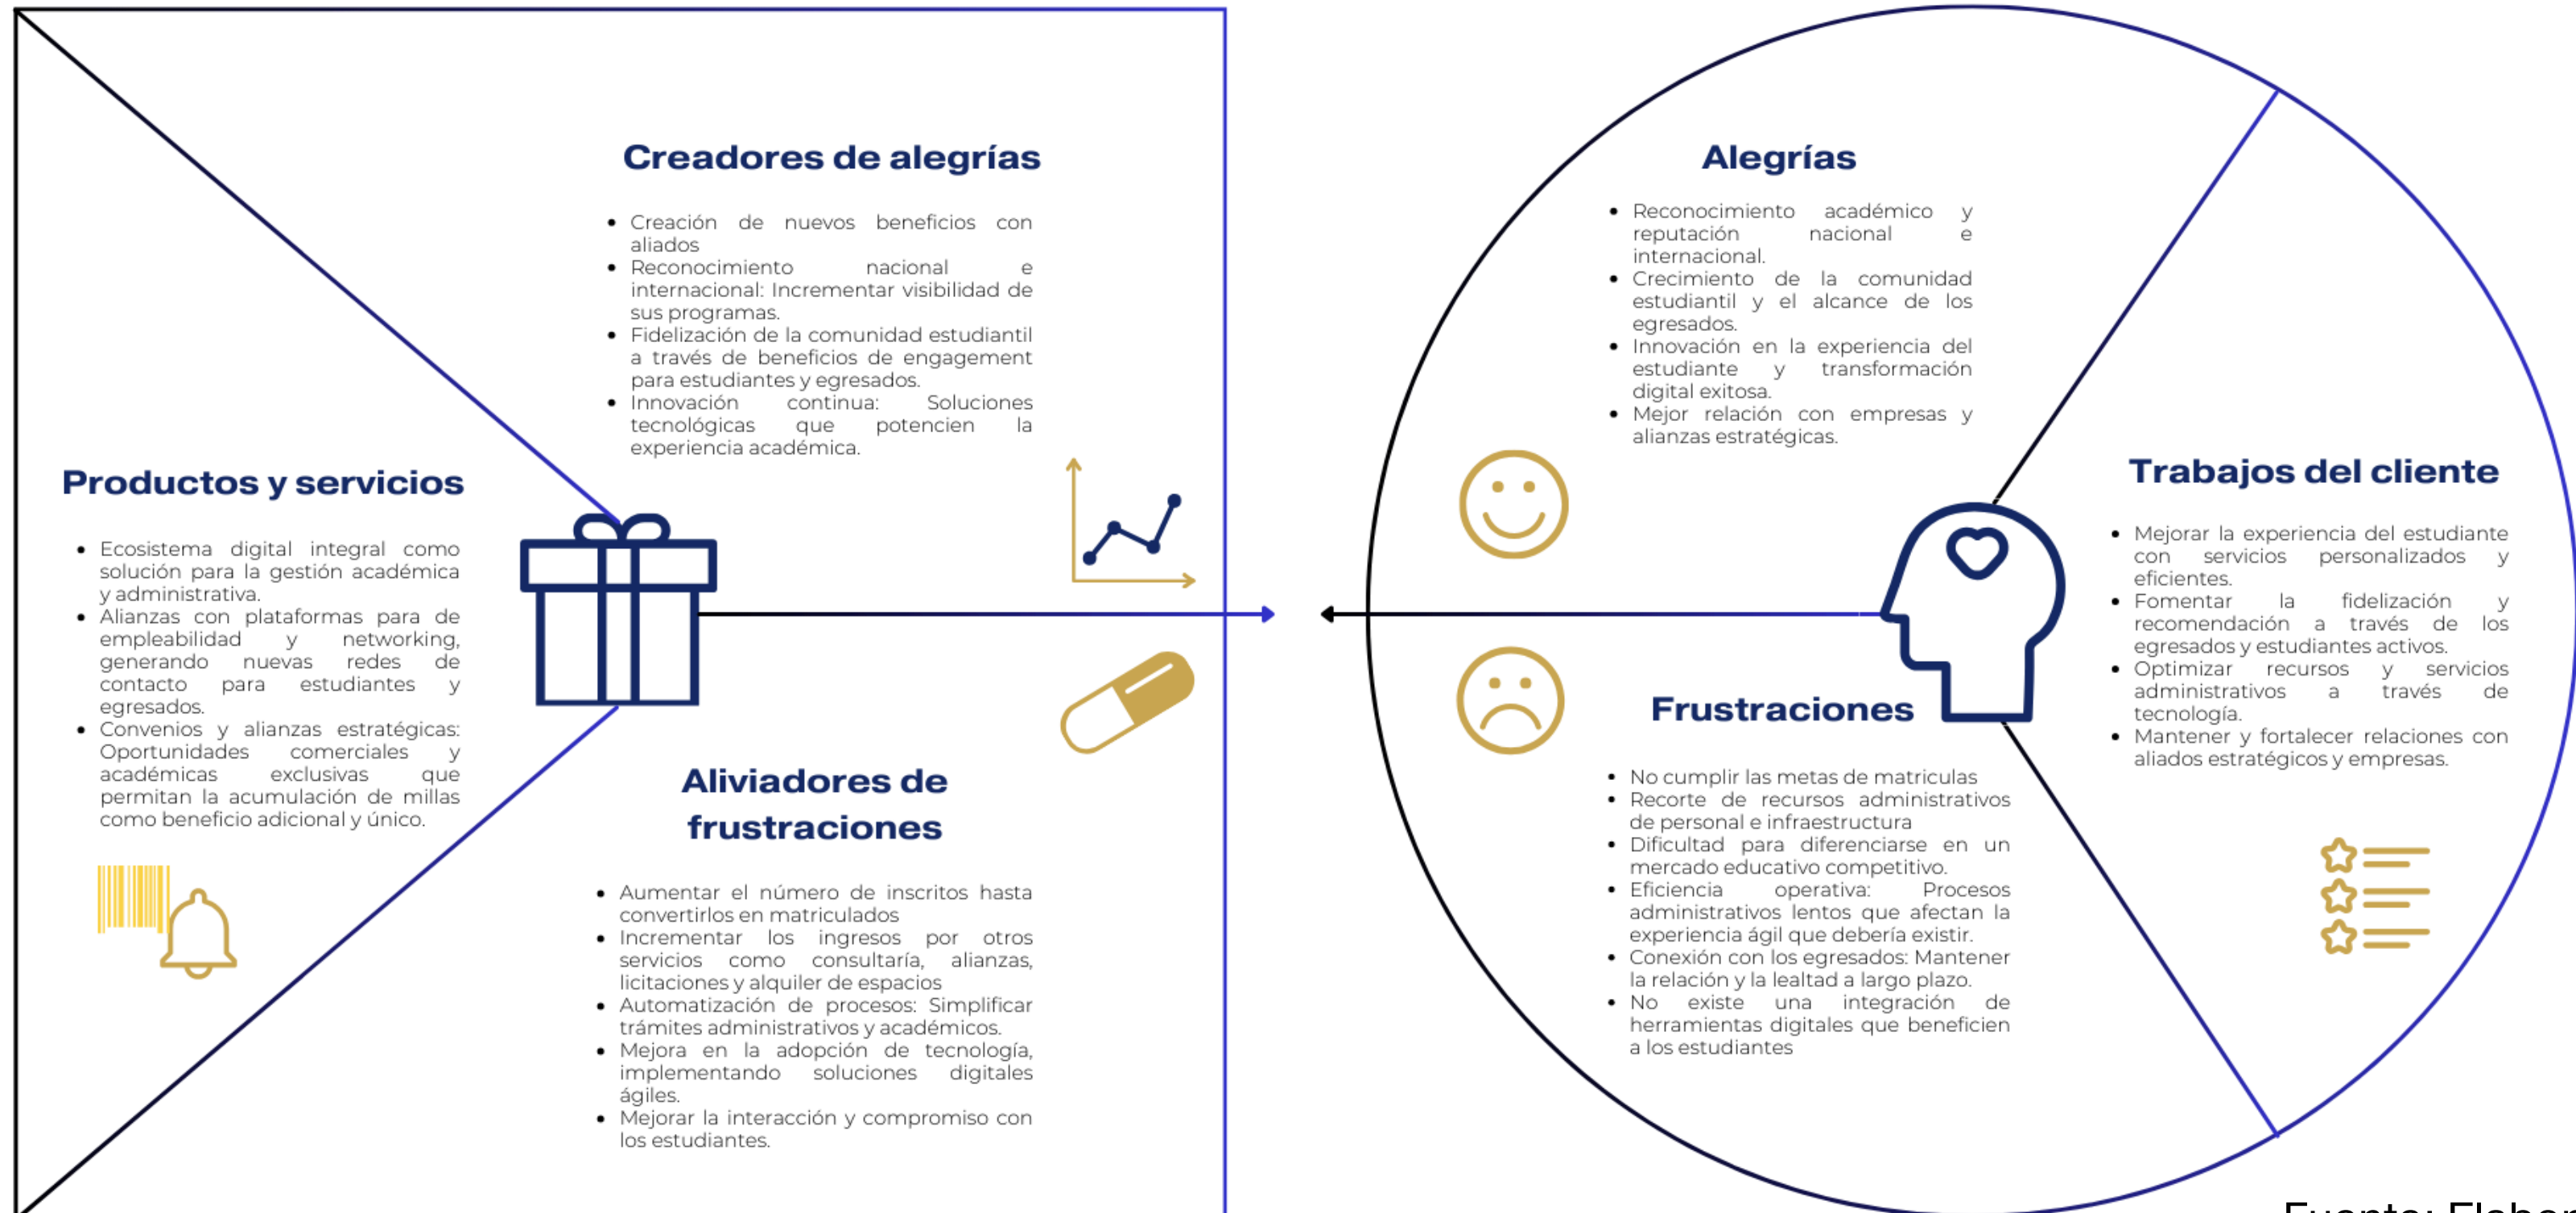 Creadores de alegrías
• Creación de nuevos beneficios con
aliados
• Reconocimiento nacional e
internacional: Incrementar visibilidad de
sus programas.
• Fidelización de la comunidad estudiantil
a través de beneficios de engagement
para estudiantes y egresados.
• Innovación continua: Soluciones
tecnológicas que potencien la
experiencia académica.
Productos y servicios
• Ecosistema digital integral como
solución para la gestión académica
y administrativa.
• Alianzas con plataformas para de
empleabilidad y networking,
generando nuevas redes de
contacto para estudiantes y
egresados.
• Convenios y alianzas estratégicas:
Oportunidades comerciales y
académicas exclusivas que
permitan la acumulación de millas
como beneficio adicional y único.
Aliviadores de
frustraciones
• Aumentar el número de inscritos hasta
convertirlos en matriculados
• Incrementar los ingresos por otros
servicios como consultaría, alianzas,
licitaciones y alquiler de espacios
• Automatización de procesos: Simplificar
trámites administrativos y académicos.
• Mejora en la adopción de tecnología,
implementando soluciones digitales
ágiles.
• Mejorar la interacción y compromiso con
los estudiantes.
Alegrías
• Reconocimiento académico y
reputación nacional e
internacional.
• Crecimiento de la comunidad
estudiantil y el alcance de los
egresados.
• Innovación en la experiencia del
estudiante y transformación
digital exitosa.
• Mejor relación con empresas y
alianzas estratégicas.
Trabajos del cliente
• Mejorar la experiencia del estudiante
con servicios personalizados y
eficientes.
• Fomentar la fidelización y
recomendación a través de los
egresados y estudiantes activos.
• Optimizar recursos y servicios
administrativos a través de
tecnología.
• Mantener y fortalecer relaciones con
aliados estratégicos y empresas.
Frustraciones
• No cumplir las metas de matriculas
• Recorte de recursos administrativos
de personal e infraestructura
• Dificultad para diferenciarse en un
mercado educativo competitivo.
• Eficiencia operativa: Procesos
administrativos lentos que afectan la
experiencia ágil que debería existir.
• Conexión con los egresados: Mantener
la relación y la lealtad a largo plazo.
• No existe una integración de
herramientas digitales que beneficien
a los estudiantes